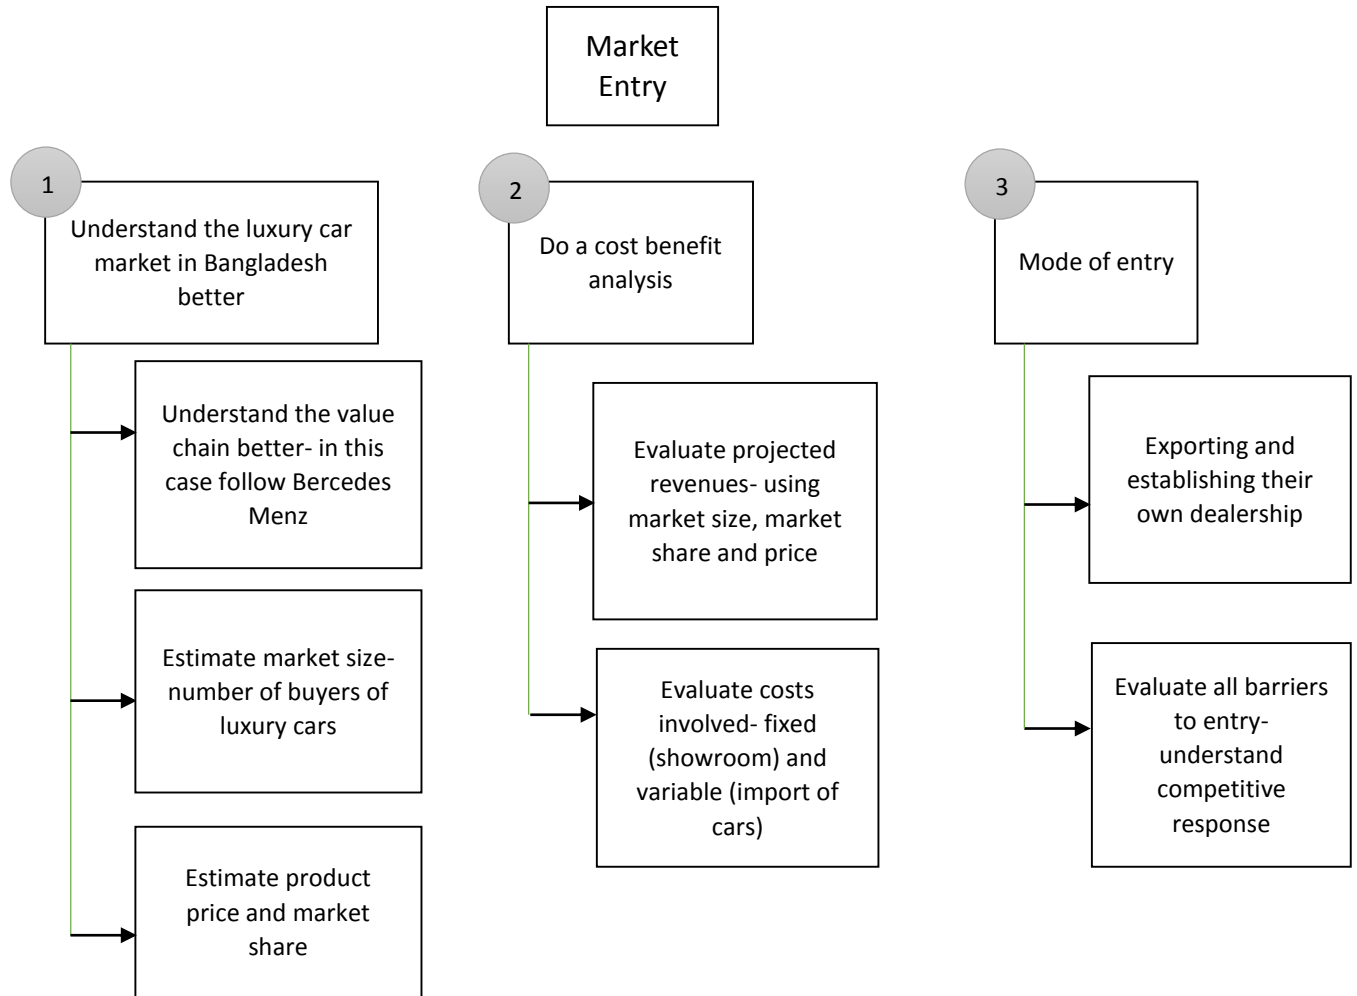 Market
Entry
1
Understand the luxury car
market in Bangladesh
better
Understand the value
chain better- in this
case follow Bercedes
Menz
Estimate market size-
number of buyers of
luxury cars
Estimate product
price and market
share
2
Do a cost benefit
analysis
Evaluate projected
revenues- using
market size, market
share and price
Evaluate costs
involved- fixed
(showroom) and
variable (import of
cars)
3
Mode of entry
Exporting and
establishing their
own dealership
Evaluate all barriers
to entry-
understand
competitive
response